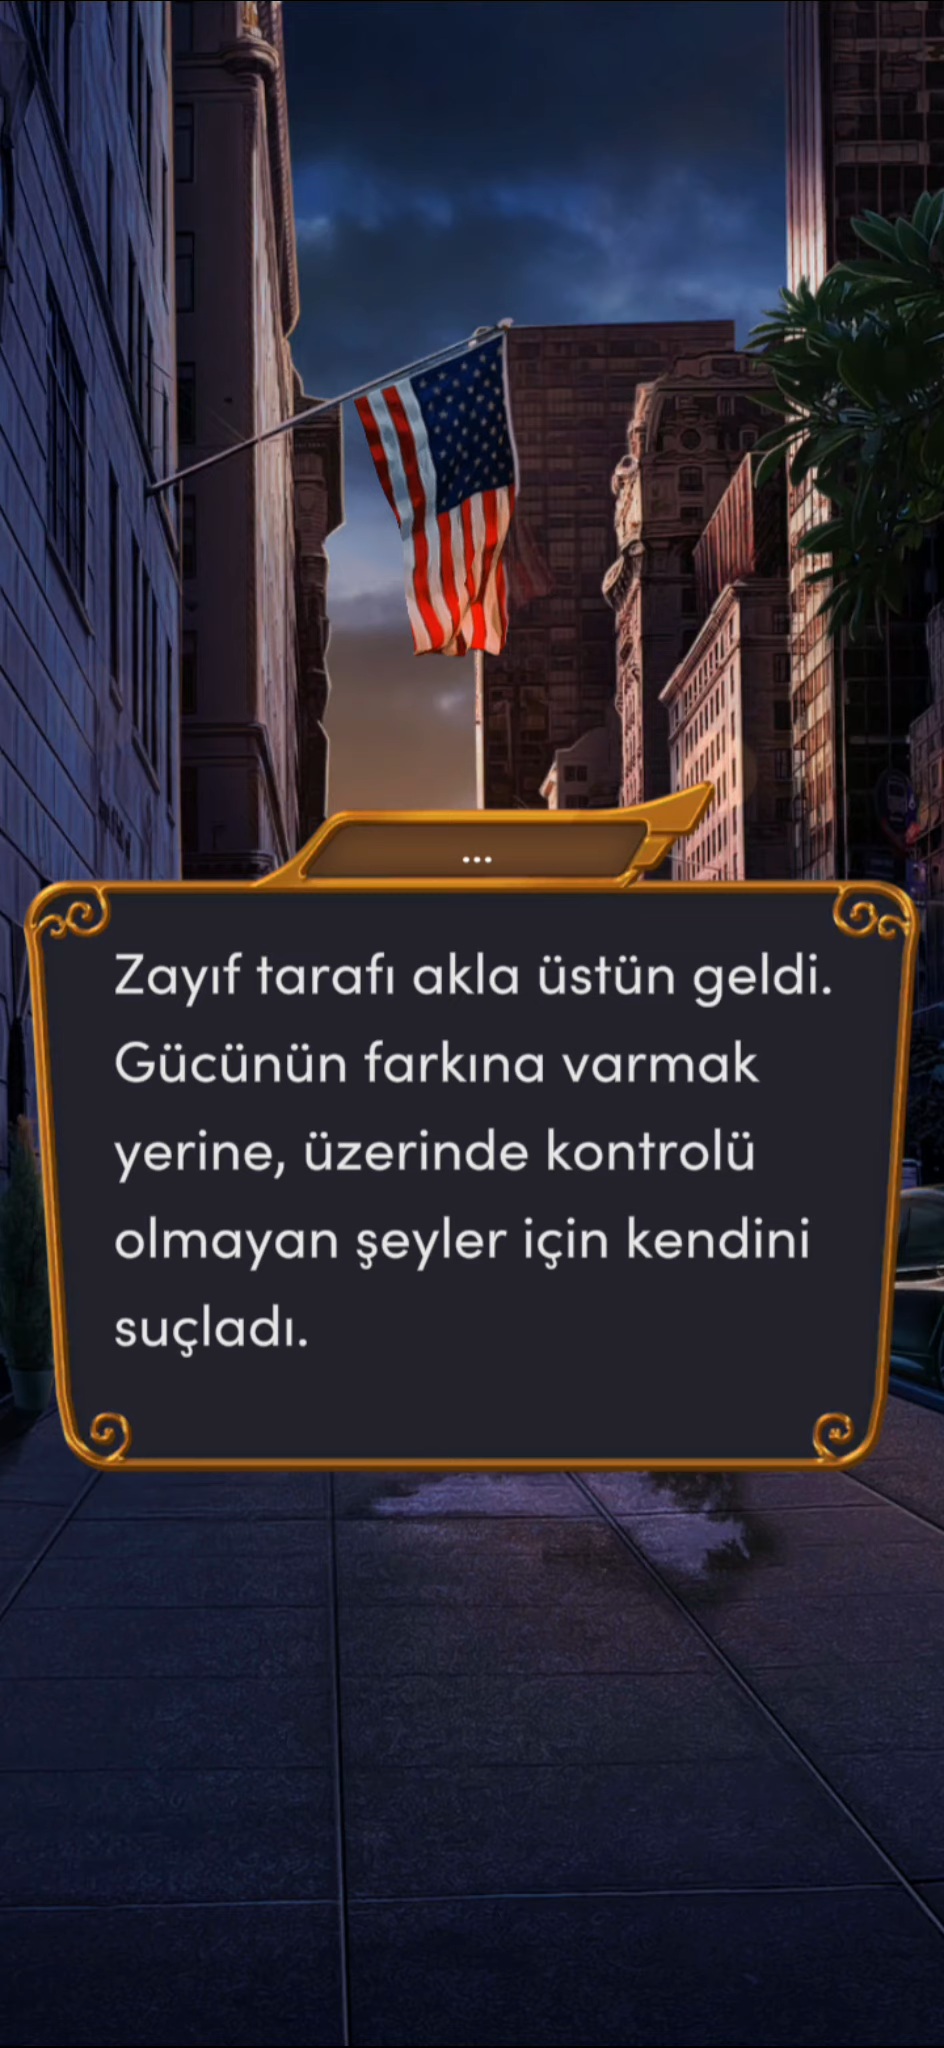 ...
Zayıf tarafı akla üstün geldi.
Gücünün farkına varmak
yerine, üzerinde kontrolü
olmayan şeyler için kendini
suçladı.